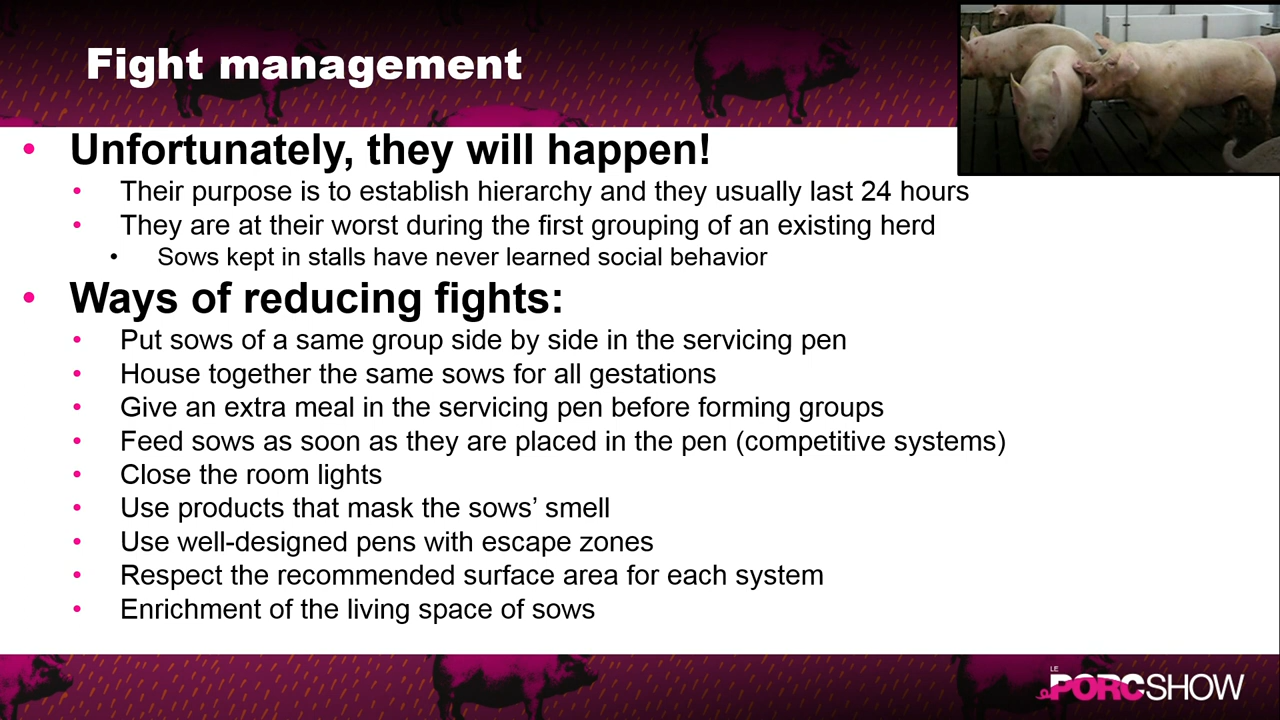 Fight management
• Unfortunately, they will happen!
• Their purpose is to establish hierarchy and they usually last 24 hours
• They are at their worst during the first grouping of an existing herd
• Sows kept in stalls have never learned social behavior
• Ways of reducing fights:
• Put sows of a same group side by side in the servicing pen
• House together the same sows for all gestations
• Give an extra meal in the servicing pen before forming groups
• Feed sows as soon as they are placed in the pen (competitive systems)
• Close the room lights
• Use products that mask the sows’ smell
• Use well-designed pens with escape zones
• Respect the recommended surface area for each system
• Enrichment of the living space of sows
LE
PORCSHOW